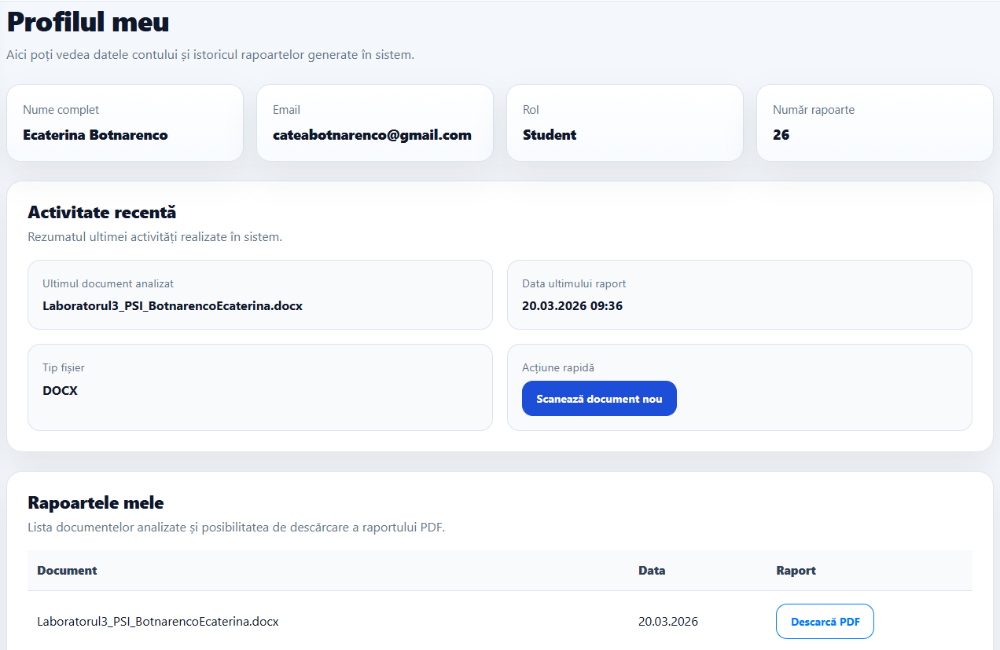 Profilul meu
Aici poți vedea datele contului și istoricul rapoartelor generate în sistem.
Nume complet
Ecaterina Botnarenco
Email
cateabotnarenco@gmail.com
Rol
Student
Număr rapoarte
26
Activitate recentă
Rezumatul ultimei activități realizate în sistem.
Ultimul document analizat
Laboratorul3_PSI_BotnarencoEcaterina.docx
Data ultimului raport
20.03.2026 09:36
Tip fișier
DOCX
Acțiune rapidă
Scanează document nou
Rapoartele mele
Lista documentelor analizate și posibilitatea de descărcare a raportului PDF.
Document Data Raport
Laboratorul3_PSI_BotnarencoEcaterina.docx 20.03.2026 Descarcă PDF